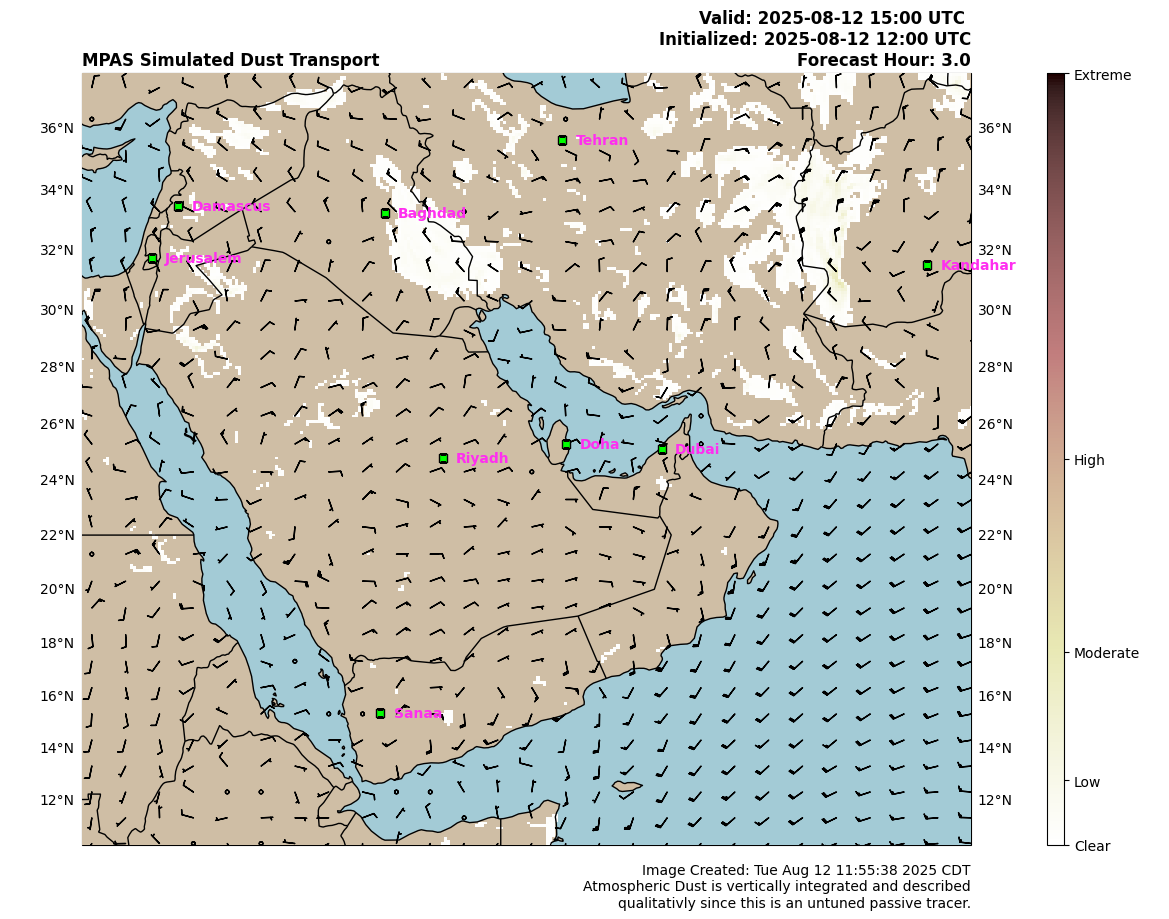 Valid: 2025-08-12 15:00 UTC
Initialized: 2025-08-12 12:00 UTC
MPAS Simulated Dust Transport Forecast Hour: 3.0
Extreme
36°N Tehran 36°N
34°N Damascus Baghdad 34°N
32°N Jerusalem Kandahar 32°N
30°N 30°N
28°N 28°N
26°N Doha Dubai 26°N
High
24°N Riyadh 24°N
22°N 22°N
20°N 20°N
18°N 18°N
Moderate
16°N Sanaa 16°N
14°N 14°N
12°N 12°N
Low
Clear
Image Created: Tue Aug 12 11:55:38 2025 CDT
Atmospheric Dust is vertically integrated and described
qualitativly since this is an untuned passive tracer.